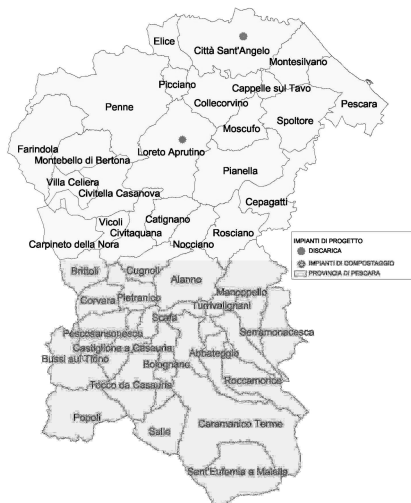 Elice
Città Sant'Angelo
Montesilvano
Picciano
Cappelle sul Tavo
Penne
Collecorvino
Pescara
Moscufo
Spoltore
Farindola
Loreto Aprutino
Montebello di Bertona
Pianella
Villa Celiera
Civitella Casanova
Cepagatti
Vicoli
Catignano
Civitaquana
Rosciano
Carpineto della Nora
Nocciano
IMPIANTI DI PROGETTO
DISCARICA
IMPIANTI DI COMPOSTAGGIO
PROVINCIA DI PESCARA
Brittoli
Cugnoli
Alanno
Manoppello
Corvara
Pietranico
Turrivalignani
Scafa
Serramonacesca
Pescosansonesco
Castiglione a Casauria
Abbateggio
Bussi sul Tirino
Bolognano
Roccamorice
Tocco da Casauria
Popoli
Salle
Caramanico Terme
Sant'Eufemia a Maiella